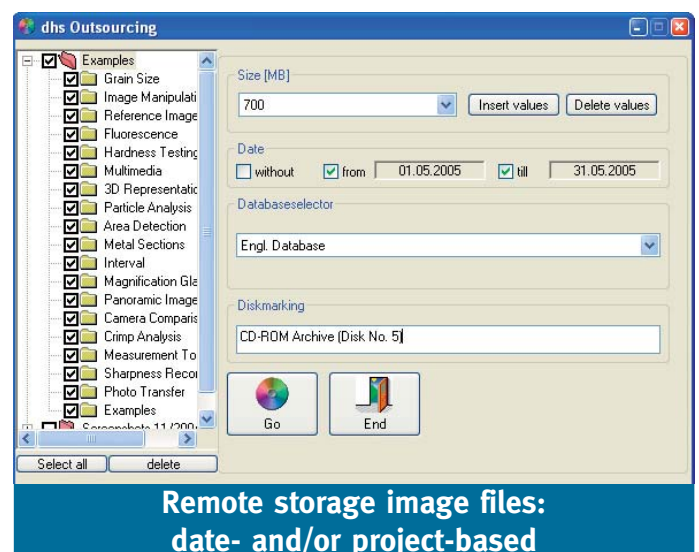 dhs Outsourcing
Examples
Grain Size
Image Manipulati
Reference Image
Fluorescence
Hardness Testing
Multimedia
3D Representatic
Particle Analysis
Area Detection
Metal Sections
Interval
Magnification Gla
Panoramic Image
Camera Comparis
Crimp Analysis
Measurement To
Sharpness Recor
Photo Transfer
Examples
Select all
delete
Size [MB]
700
Insert values
Delete values
Date
without
from
01.05.2005
till
31.05.2005
Databaseselector
Engl. Database
Diskmarking
CD-ROM Archive (Disk No. 5)
Go
End
Remote storage image files:
date- and/or project-based